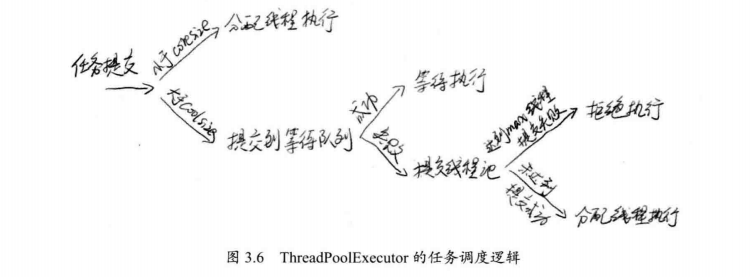 任务提交
小于coresize
分配线程执行
大于coresize
提交到等待队列
成功
等待执行
失败
提交线程池
达到max线程
提交失败
拒绝执行
未达到
提交成功
分配线程执行
图 3.6 ThreadPoolExecutor 的任务调度逻辑